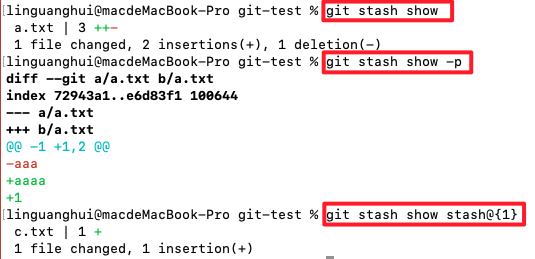 linguanghui@macdeMacBook-Pro git-test % git stash show
a.txt | 3 ++-
1 file changed, 2 insertions(+), 1 deletion(-)
linguanghui@macdeMacBook-Pro git-test % git stash show -p
diff --git a/a.txt b/a.txt
index 72943a1..e6d83f1 100644
--- a/a.txt
+++ b/a.txt
@@ -1 +1,2 @@
-aaa
+aaaa
+1
linguanghui@macdeMacBook-Pro git-test % git stash show stash@{1}
c.txt | 1 +
1 file changed, 1 insertion(+)